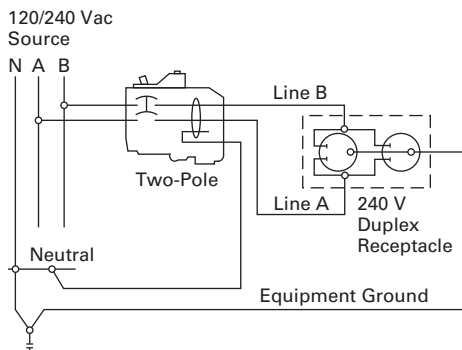 120/240 Vac
Source
N A B
Line B
Two-Pole
Line A
240 V
Duplex
Receptacle
Neutral
Equipment Ground